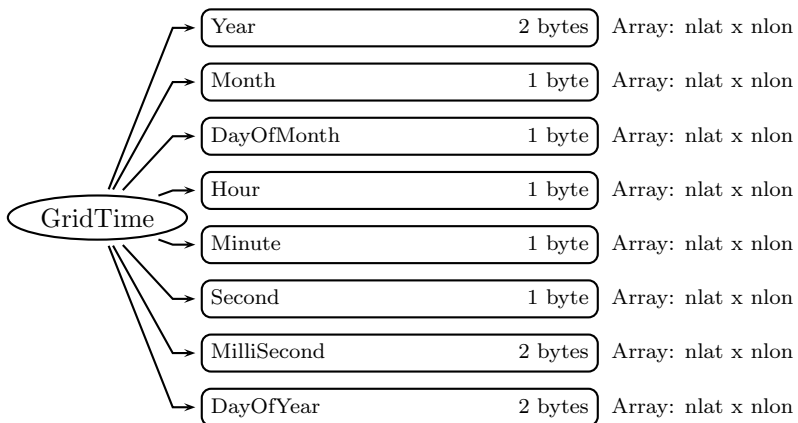 Year 2 bytes Array: nlat x nlon
Month 1 byte Array: nlat x nlon
DayOfMonth 1 byte Array: nlat x nlon
Hour 1 byte Array: nlat x nlon
GridTime
Minute 1 byte Array: nlat x nlon
Second 1 byte Array: nlat x nlon
MilliSecond 2 bytes Array: nlat x nlon
DayOfYear 2 bytes Array: nlat x nlon